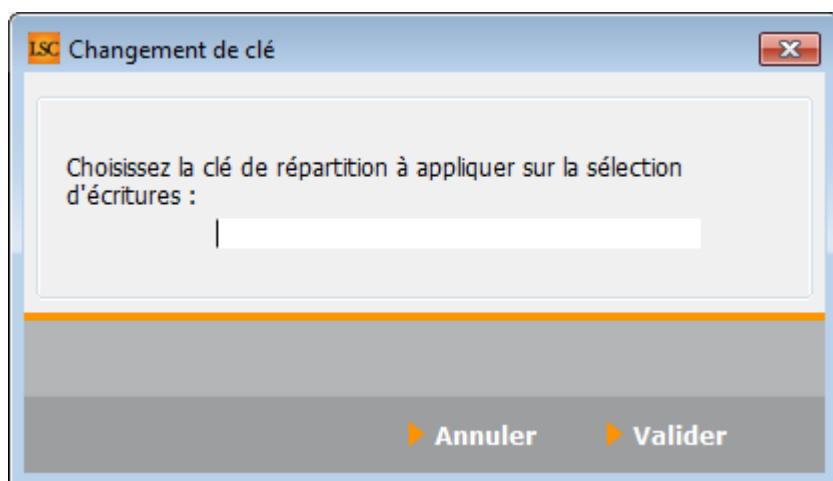 LSC Changement de clé
Choisissez la clé de répartition à appliquer sur la sélection
d'écritures :
Annuler Valider